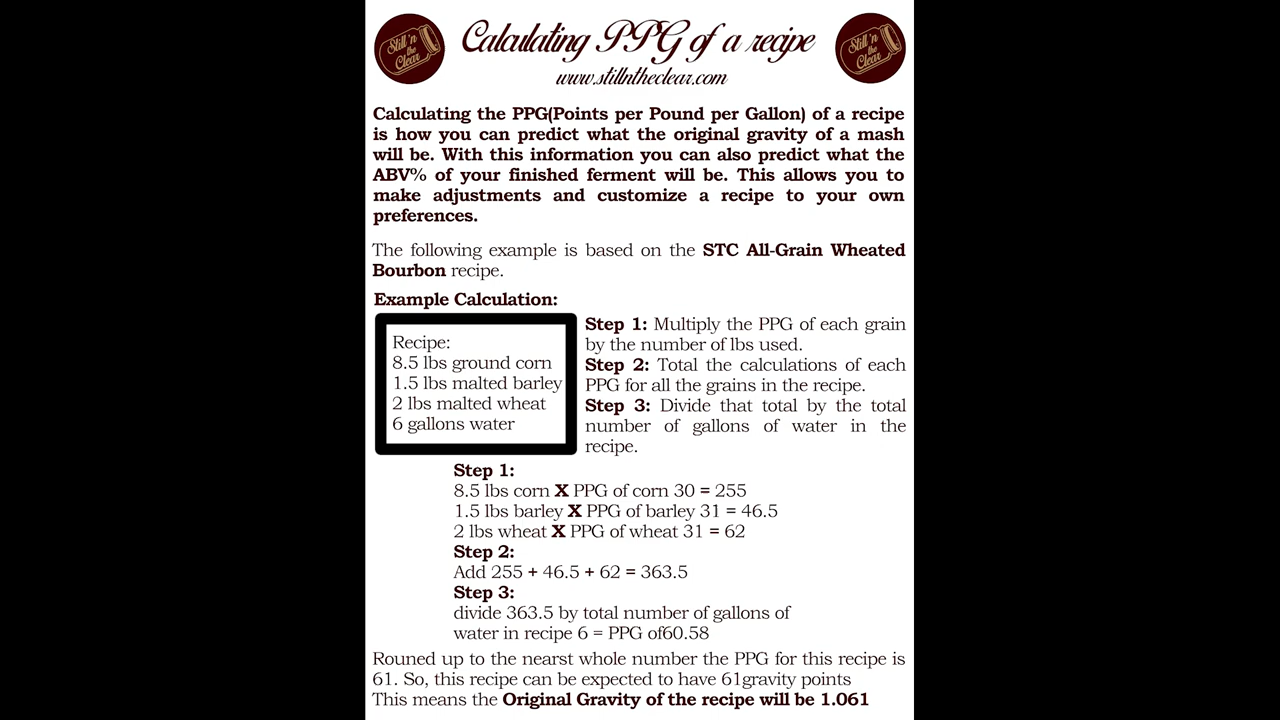 Still 'n
the
Clear
Calculating PPG of a recipe
Still 'n
the
Clear
www.stillntheclear.com
Calculating the PPG(Points per Pound per Gallon) of a recipe
is how you can predict what the original gravity of a mash
will be. With this information you can also predict what the
ABV% of your finished ferment will be. This allows you to
make adjustments and customize a recipe to your own
preferences.
The following example is based on the STC All-Grain Wheated
Bourbon recipe.
Example Calculation:
Recipe:
8.5 lbs ground corn
1.5 lbs malted barley
2 lbs malted wheat
6 gallons water
Step 1: Multiply the PPG of each grain
by the number of lbs used.
Step 2: Total the calculations of each
PPG for all the grains in the recipe.
Step 3: Divide that total by the total
number of gallons of water in the
recipe.
Step 1:
8.5 lbs corn X PPG of corn 30 = 255
1.5 lbs barley X PPG of barley 31 = 46.5
2 lbs wheat X PPG of wheat 31 = 62
Step 2:
Add 255 + 46.5 + 62 = 363.5
Step 3:
divide 363.5 by total number of gallons of
water in recipe 6 = PPG of60.58
Rouned up to the nearest whole number the PPG for this recipe is
61. So, this recipe can be expected to have 61gravity points
This means the Original Gravity of the recipe will be 1.061